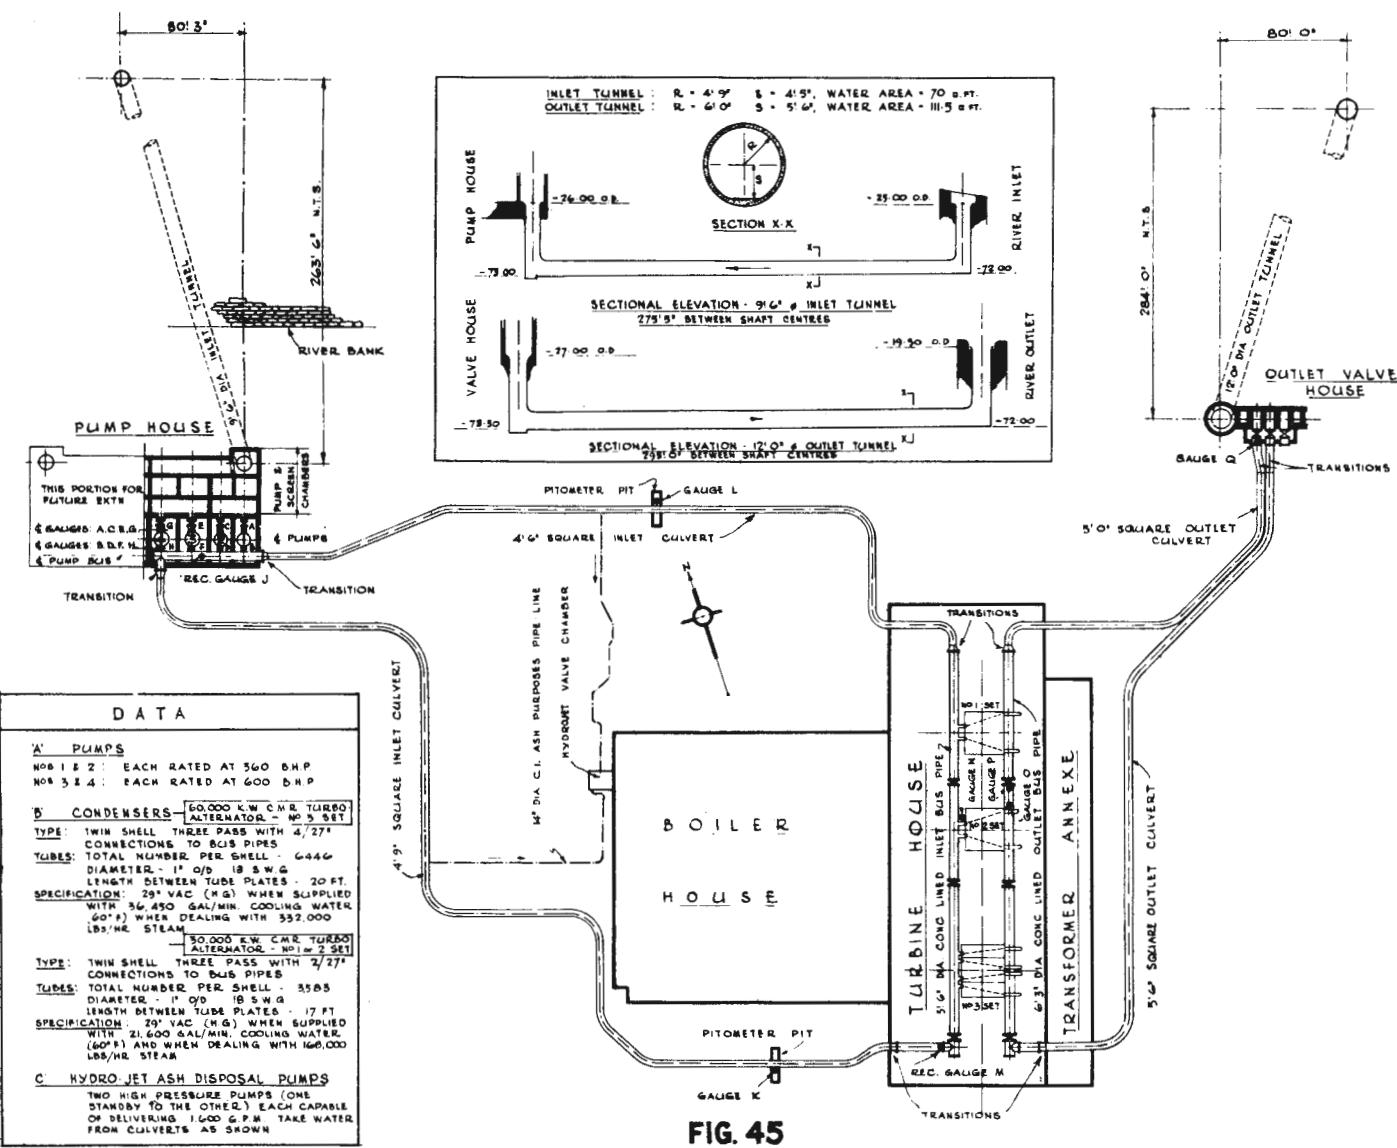 80' 3"
80' 0"
263' 6" N.T.S.
284' 0" N.T.S.
9' 6" DIA INLET TUNNEL
RIVER BANK
PUMP HOUSE
THIS PORTION FOR
FUTURE EXTN
PUMP &
SCREEN
CHAMBERS
℄ GAUGES: A.C.E.G.
℄ GAUGES: B.D.F.H.
℄ PUMP BUS
G E C A
H F D B
℄ PUMPS
REC. GAUGE J
TRANSITION
TRANSITION
INLET TUNNEL : R - 4' 9" S - 4' 5", WATER AREA - 70 □ FT.
OUTLET TUNNEL : R - 6' 0" S - 5' 6", WATER AREA - 111.5 □ FT.
R
S
SECTION X-X
PUMP HOUSE
RIVER INLET
- 26.00 O.D.
- 25.00 O.D.
X
X
- 73.00
- 72.00
SECTIONAL ELEVATION - 9' 6" ø INLET TUNNEL
275' 5" BETWEEN SHAFT CENTRES
VALVE HOUSE
RIVER OUTLET
- 27.00 O.D
- 19.50 O.D
X
X
- 73.50
- 72.00
SECTIONAL ELEVATION - 12' 0" ø OUTLET TUNNEL
295' 0" BETWEEN SHAFT CENTRES
12' 0" DIA OUTLET TUNNEL
OUTLET VALVE
HOUSE
GAUGE Q
TRANSITIONS
5' 0" SQUARE OUTLET
CULVERT
PITOMETER PIT
GAUGE L
4' 6" SQUARE INLET CULVERT
N
14" DIA C.I. ASH PURPOSES PIPE LINE
HYDROJET VALVE CHAMBER
4' 9" SQUARE INLET CULVERT
BOILER
HOUSE
TRANSITIONS
TURBINE HOUSE
5' 6" DIA CONC LINED INLET BUS PIPE
NO 1 SET
GAUGE N
GAUGE P
GAUGE O
NO 2 SET
NO 3 SET
6' 3" DIA CONC LINED OUTLET BUS PIPE
TRANSFORMER ANNEXE
5' 6" SQUARE OUTLET CULVERT
PITOMETER PIT
GAUGE K
REC. GAUGE M
TRANSITIONS
DATA
'A' PUMPS
NOS 1 & 2 : EACH RATED AT 360 B.H.P
NOS 3 & 4 : EACH RATED AT 600 B.H.P
'B' CONDENSERS - 60,000 K.W C.M.R TURBO
ALTERNATOR - NO 3 SET
TYPE: TWIN SHELL THREE PASS WITH 4/27"
CONNECTIONS TO BUS PIPES
TUBES: TOTAL NUMBER PER SHELL - 6446
DIAMETER - 1" O/D 18 S.W.G
LENGTH BETWEEN TUBE PLATES - 20 FT.
SPECIFICATION: 29" VAC (H.G) WHEN SUPPLIED
WITH 36,450 GAL/MIN. COOLING WATER
(60°F) WHEN DEALING WITH 332,000
LBS/HR STEAM
30,000 K.W. C.M.R TURBO
ALTERNATOR - NO 1 or 2 SET
TYPE: TWIN SHELL THREE PASS WITH 2/27"
CONNECTIONS TO BUS PIPES
TUBES: TOTAL NUMBER PER SHELL - 3583
DIAMETER - 1" O/D 18 S.W.G
LENGTH BETWEEN TUBE PLATES - 17 FT
SPECIFICATION: 29" VAC (H.G) WHEN SUPPLIED
WITH 21,600 GAL/MIN. COOLING WATER
(60°F) AND WHEN DEALING WITH 168,000
LBS/HR STEAM
C HYDRO-JET ASH DISPOSAL PUMPS
TWO HIGH PRESSURE PUMPS (ONE
STANDBY TO THE OTHER) EACH CAPABLE
OF DELIVERING 1,600 G.P.M. TAKE WATER
FROM CULVERTS AS SHOWN
FIG. 45